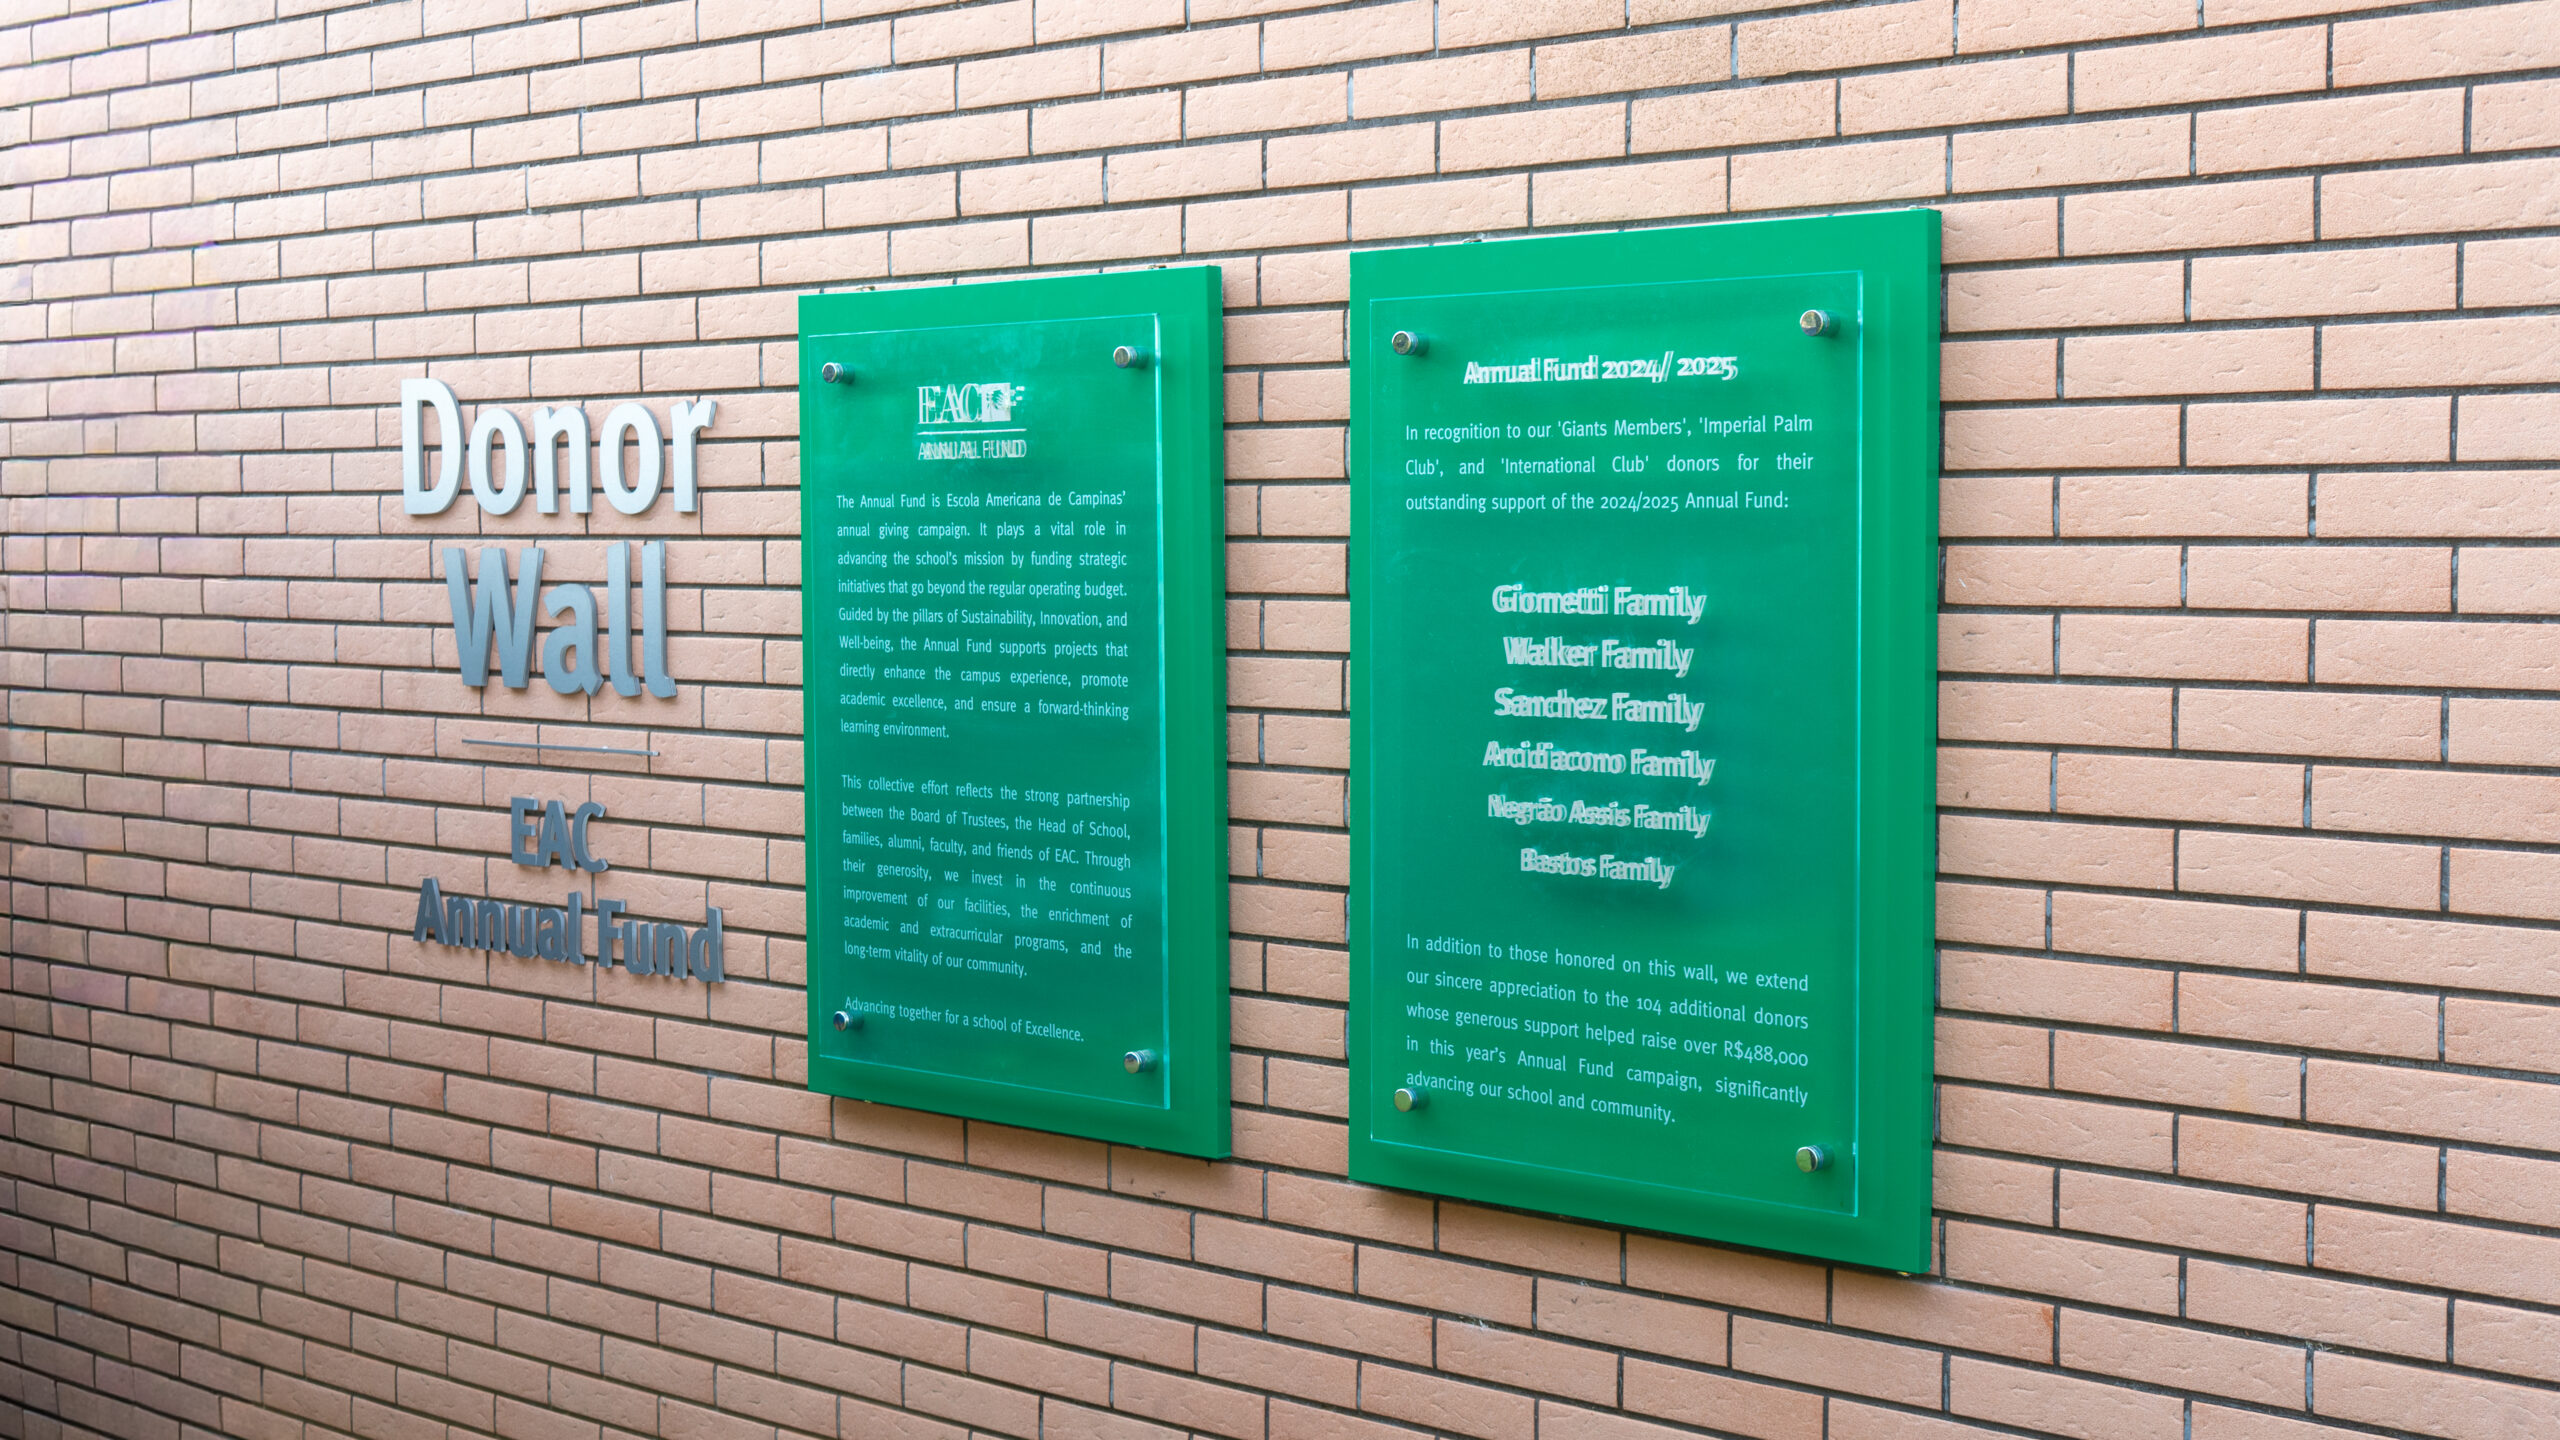 Donor
Wall
EAC
Annual Fund
EAC
ANNUAL FUND
The Annual Fund is Escola Americana de Campinas’
annual giving campaign. It plays a vital role in
advancing the school’s mission by funding strategic
initiatives that go beyond the regular operating budget.
Guided by the pillars of Sustainability, Innovation, and
Well-being, the Annual Fund supports projects that
directly enhance the campus experience, promote
academic excellence, and ensure a forward-thinking
learning environment.
This collective effort reflects the strong partnership
between the Board of Trustees, the Head of School,
families, alumni, faculty, and friends of EAC. Through
their generosity, we invest in the continuous
improvement of our facilities, the enrichment of
academic and extracurricular programs, and the
long-term vitality of our community.
Advancing together for a school of Excellence.
Annual Fund 2024/ 2025
In recognition to our 'Giants Members', 'Imperial Palm
Club', and 'International Club' donors for their
outstanding support of the 2024/2025 Annual Fund:
Gionetti Family
Walker Family
Sanchez Family
Arcidiacono Family
Negrão Assis Family
Bastos Family
In addition to those honored on this wall, we extend
our sincere appreciation to the 104 additional donors
whose generous support helped raise over R$488,000
in this year’s Annual Fund campaign, significantly
advancing our school and community.